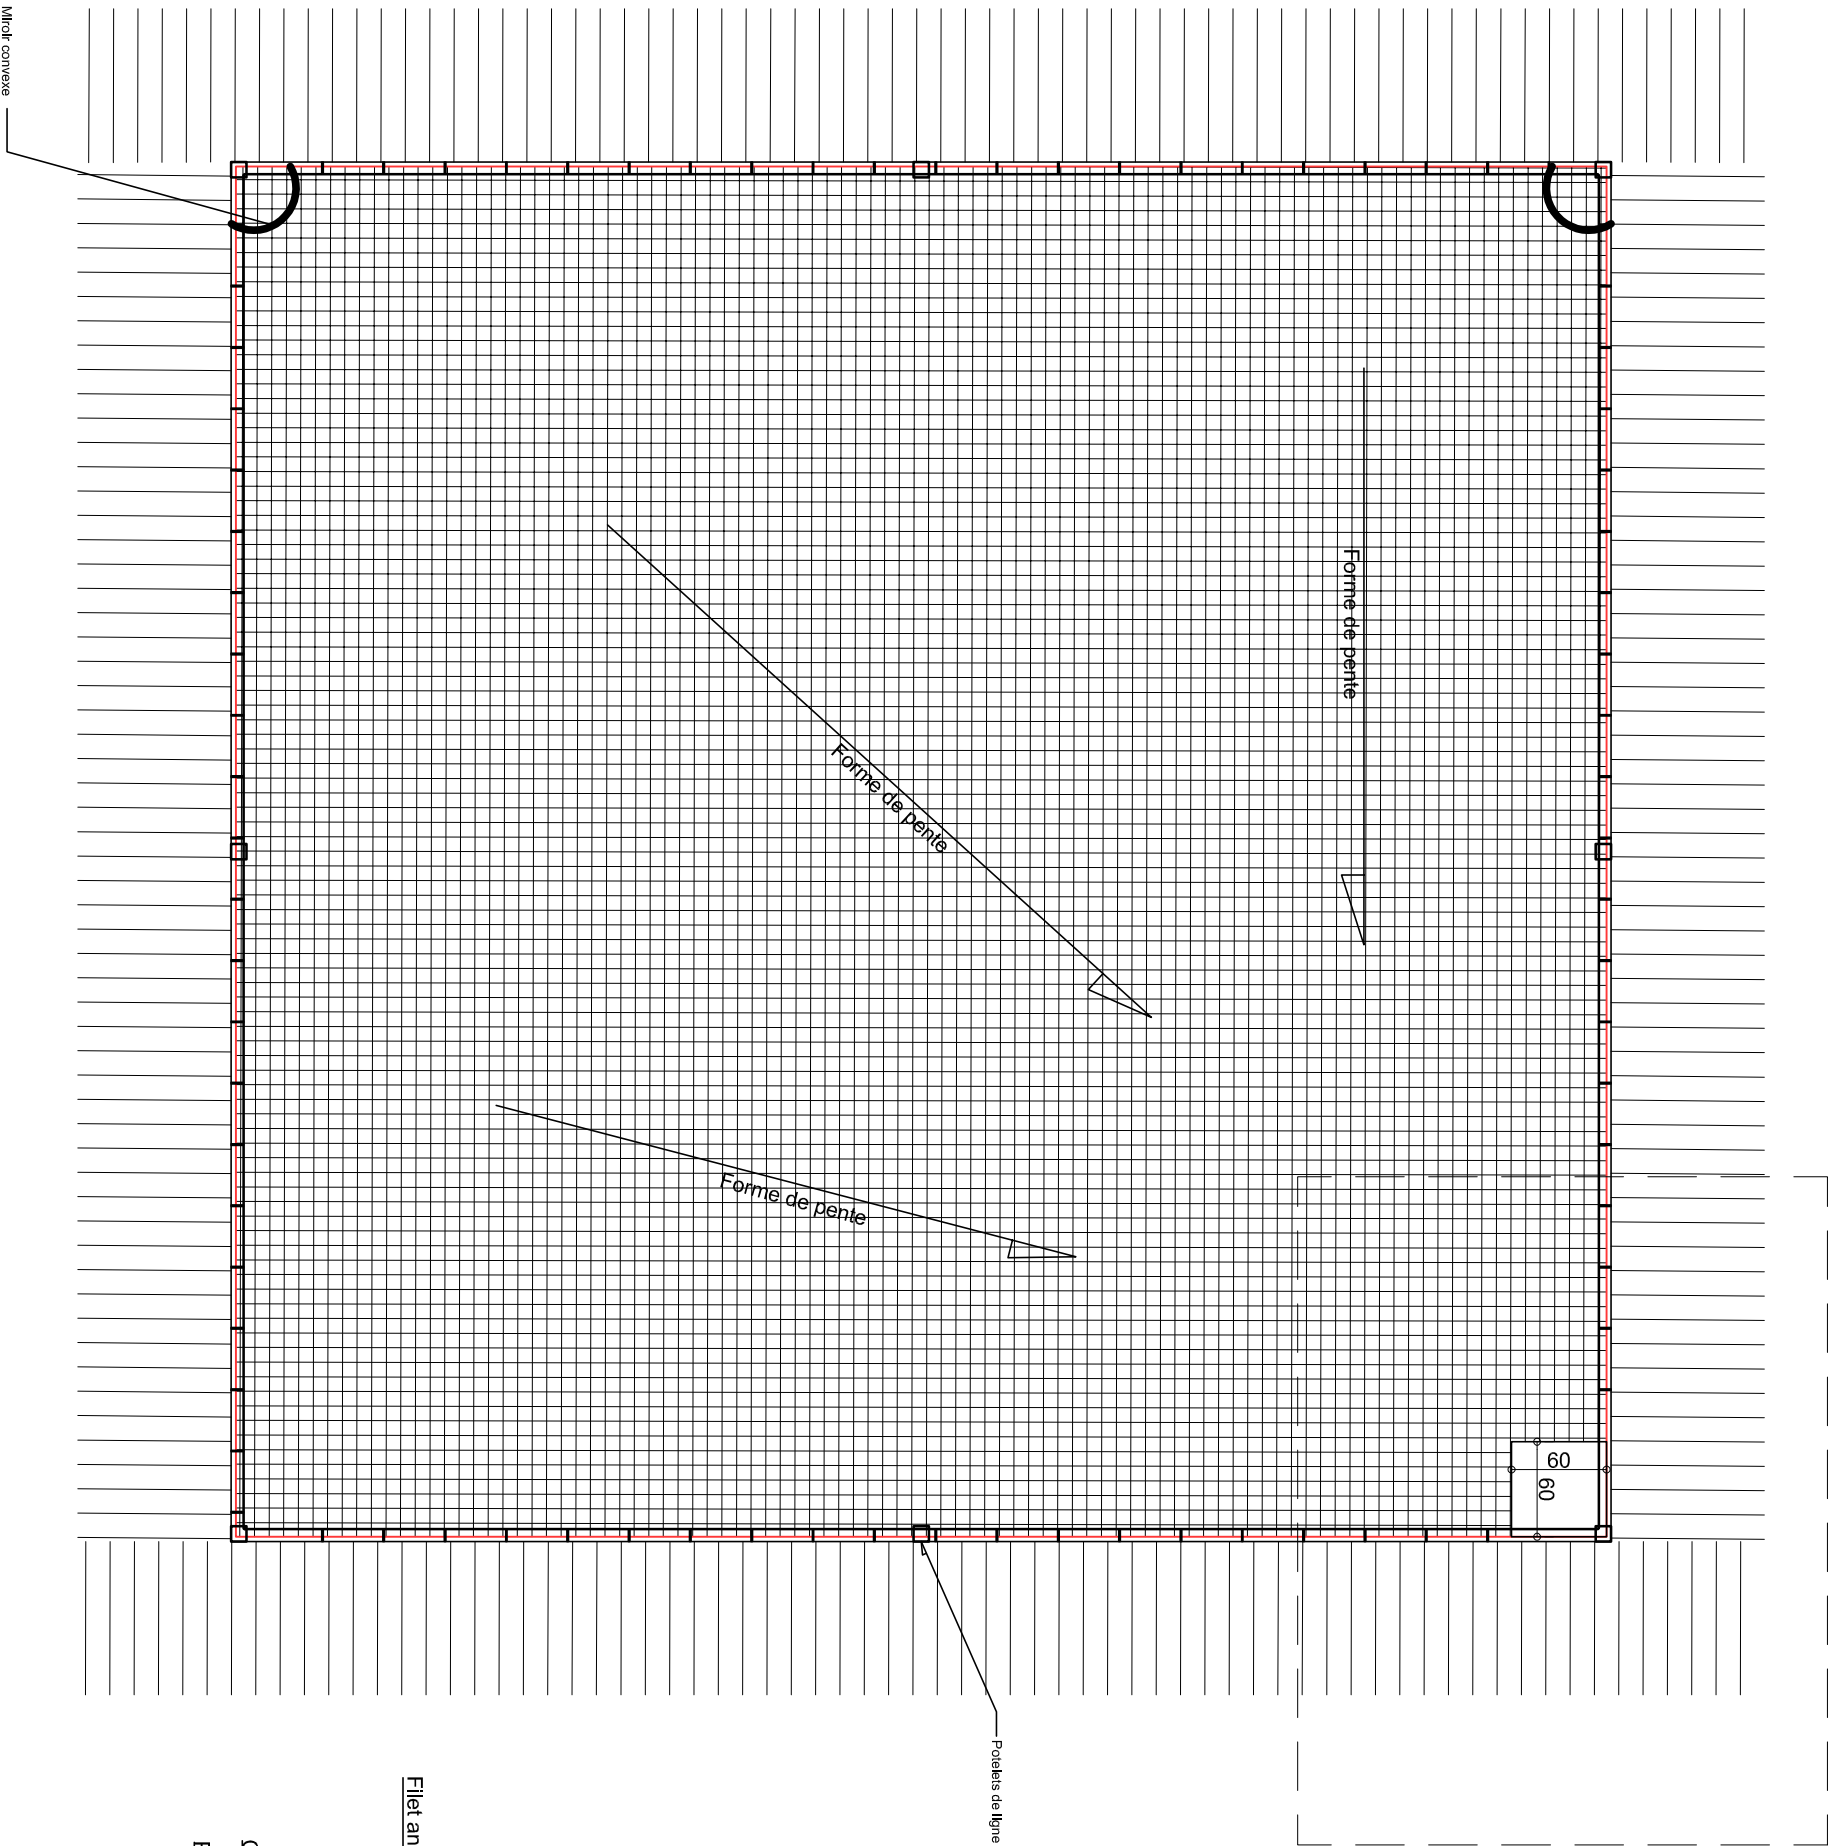 Miroir convexe
Forme de pente
Forme de pente
Forme de pente
60
60
Potelets de ligne
Filet an